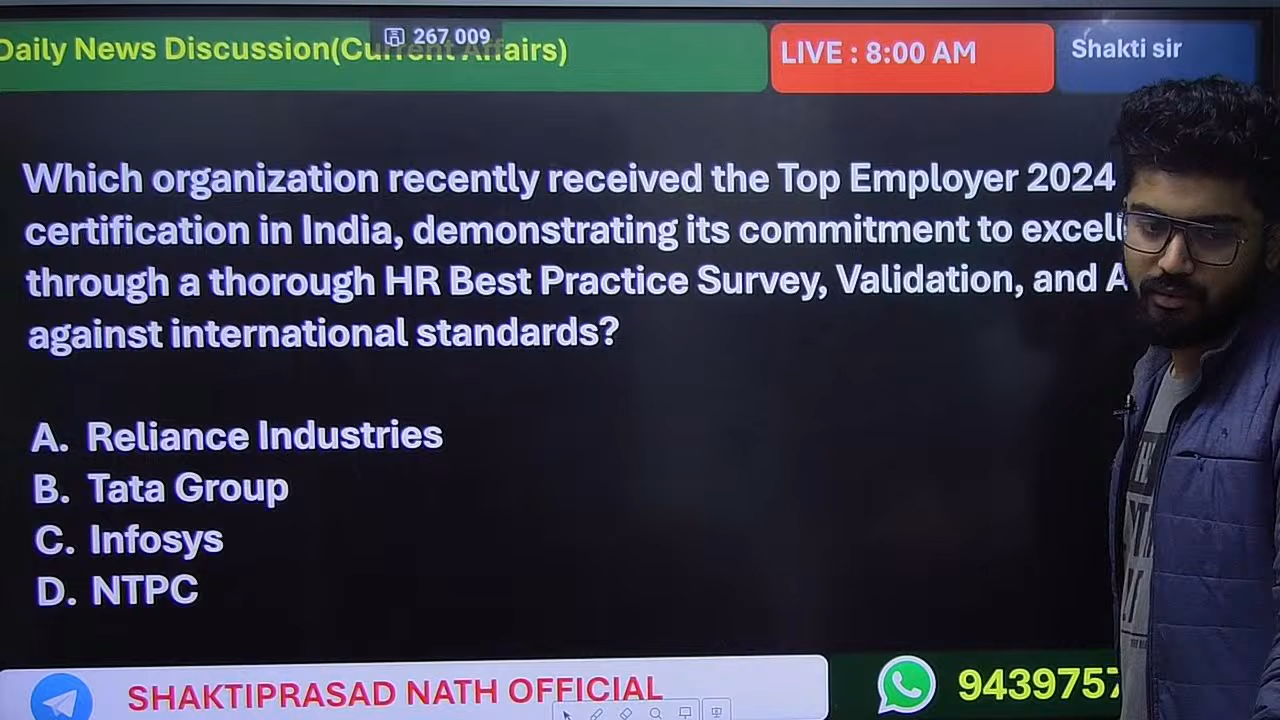 Daily News Discussion(Current Affairs)
267 009
LIVE : 8:00 AM
Shakti sir
Which organization recently received the Top Employer 2024
certification in India, demonstrating its commitment to excell
through a thorough HR Best Practice Survey, Validation, and A
against international standards?
A. Reliance Industries
B. Tata Group
C. Infosys
D. NTPC
SHAKTIPRASAD NATH OFFICIAL
9439757